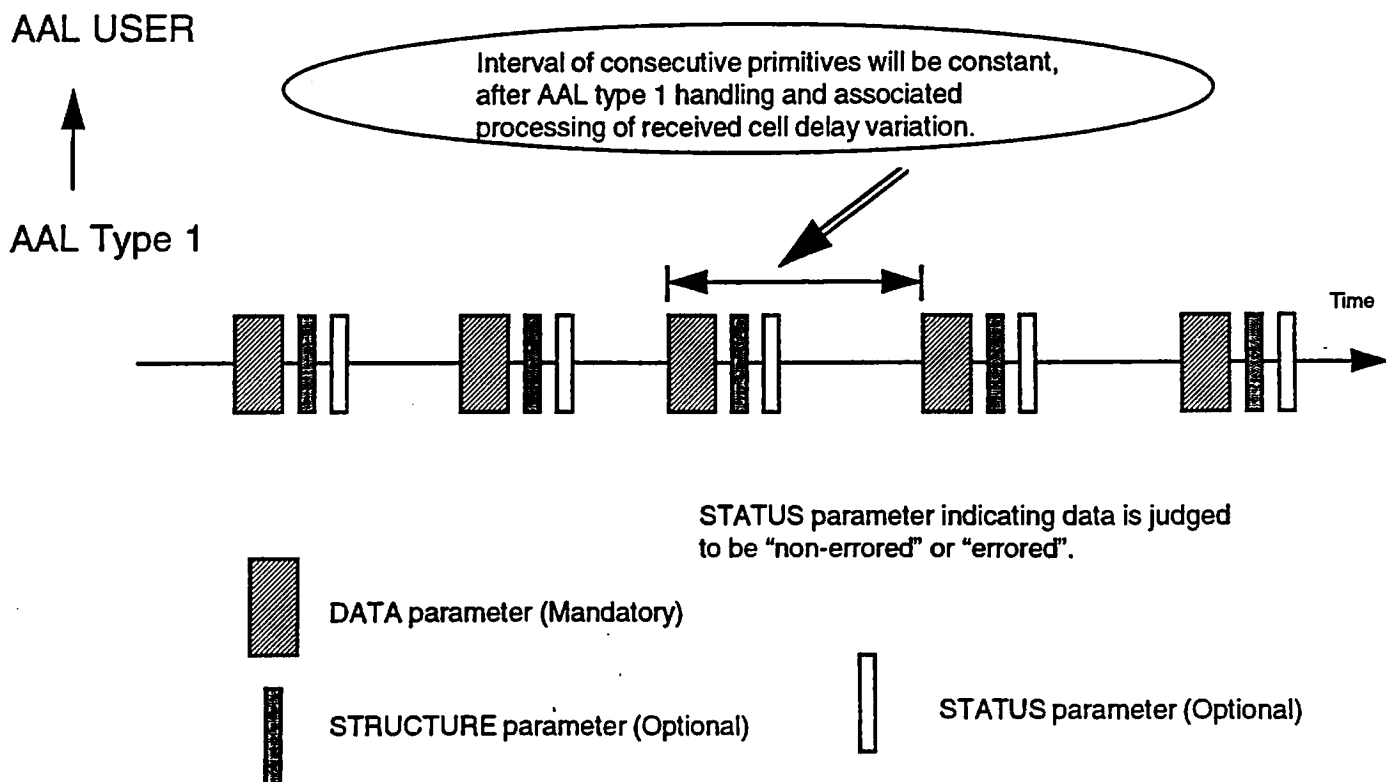 AAL USER
Interval of consecutive primitives will be constant,
after AAL type 1 handling and associated
processing of received cell delay variation.
AAL Type 1
Time
STATUS parameter indicating data is judged
to be “non-errored” or “errored”.
DATA parameter (Mandatory)
STRUCTURE parameter (Optional)
STATUS parameter (Optional)